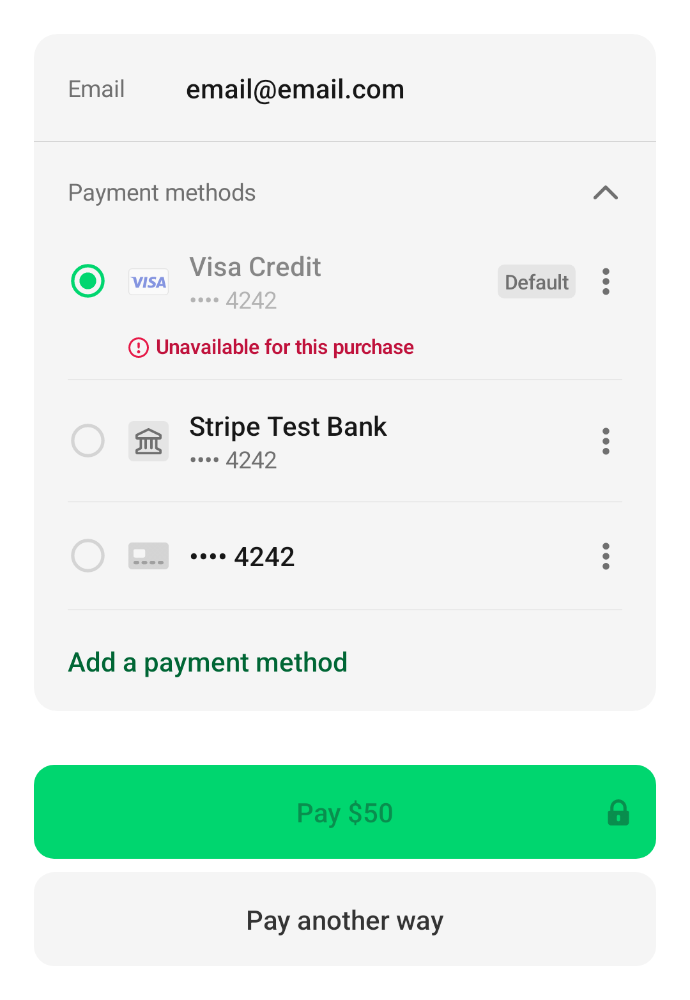 Email email@email.com
Payment methods
VISA Visa Credit Default
•••• 4242
Unavailable for this purchase
Stripe Test Bank
•••• 4242
•••• 4242
Add a payment method
Pay $50
Pay another way